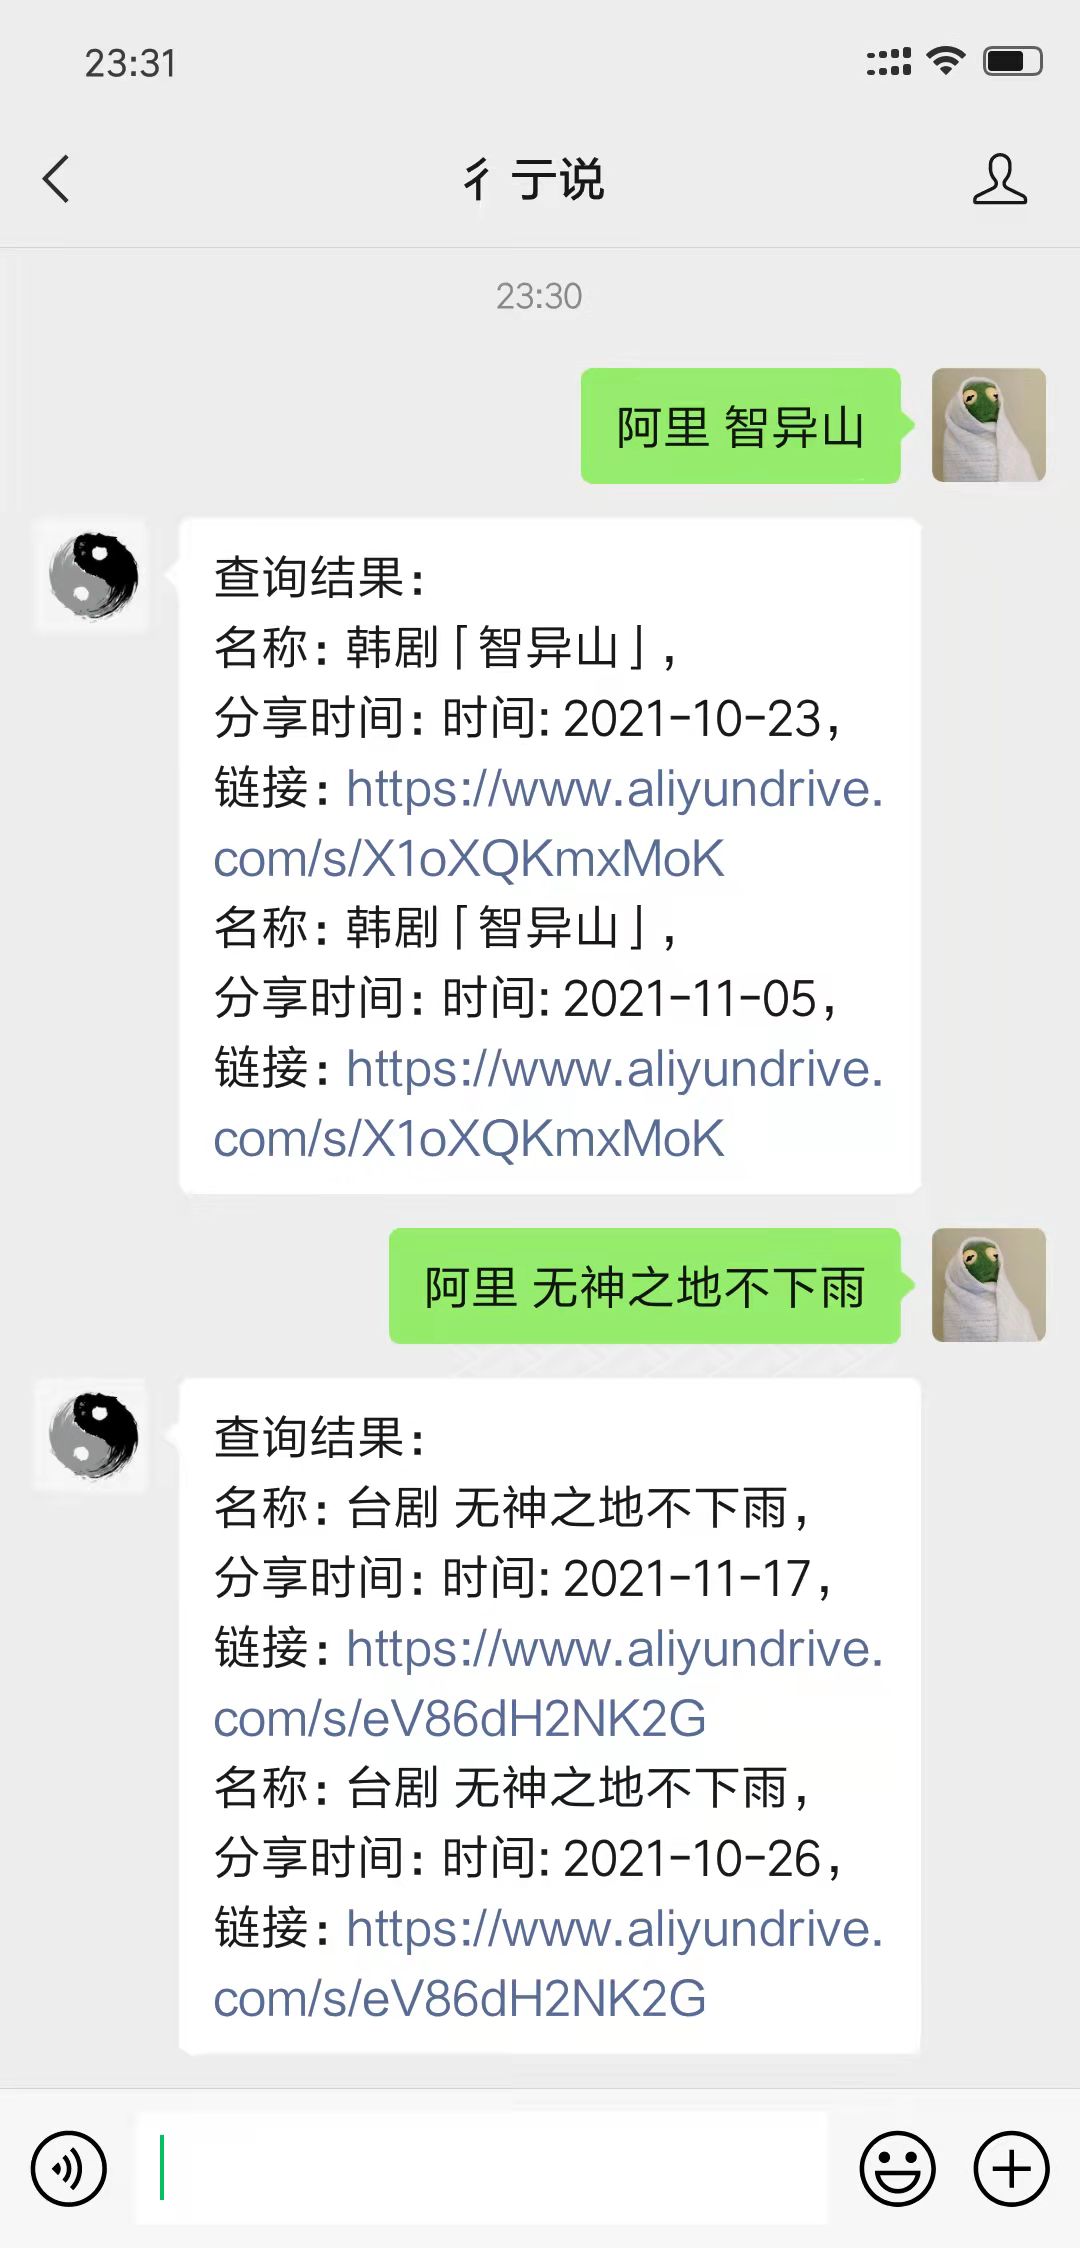 23:31
彳亍说
23:30
阿里 智异山
查询结果：
名称：韩剧「智异山」，
分享时间：时间: 2021-10-23，
链接：https://www.aliyundrive.
com/s/X1oXQKmxMoK
名称：韩剧「智异山」，
分享时间：时间: 2021-11-05，
链接：https://www.aliyundrive.
com/s/X1oXQKmxMoK
阿里 无神之地不下雨
查询结果：
名称：台剧 无神之地不下雨，
分享时间：时间: 2021-11-17，
链接：https://www.aliyundrive.
com/s/eV86dH2NK2G
名称：台剧 无神之地不下雨，
分享时间：时间: 2021-10-26，
链接：https://www.aliyundrive.
com/s/eV86dH2NK2G